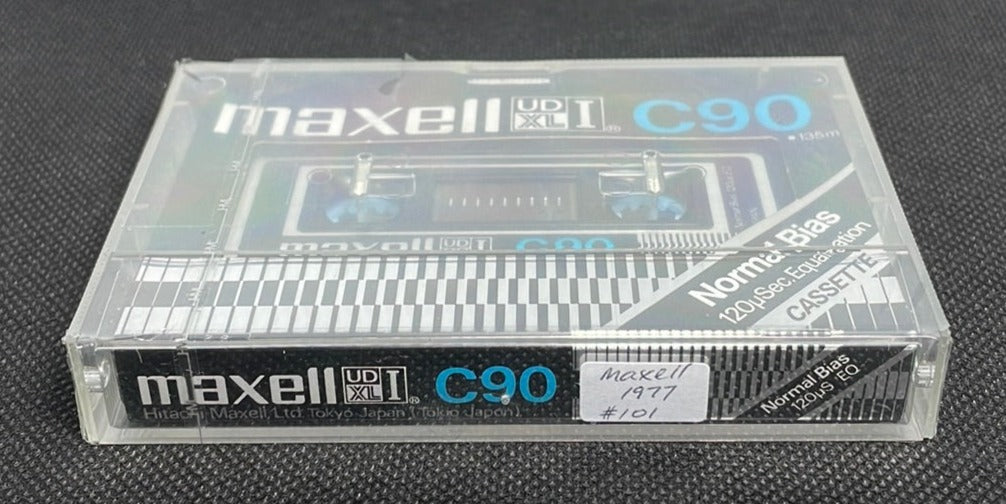 maxell UD XL I ® C90
•135m
maxell UD XL I C90
Normal Bias
120µSec.Equalization
CASSETTE
maxell UD XL I ® C90
Hitachi Maxell, Ltd. Tokyo Japan (Tokio Japon)
maxell
1977
#101
Normal Bias
120µS EQ